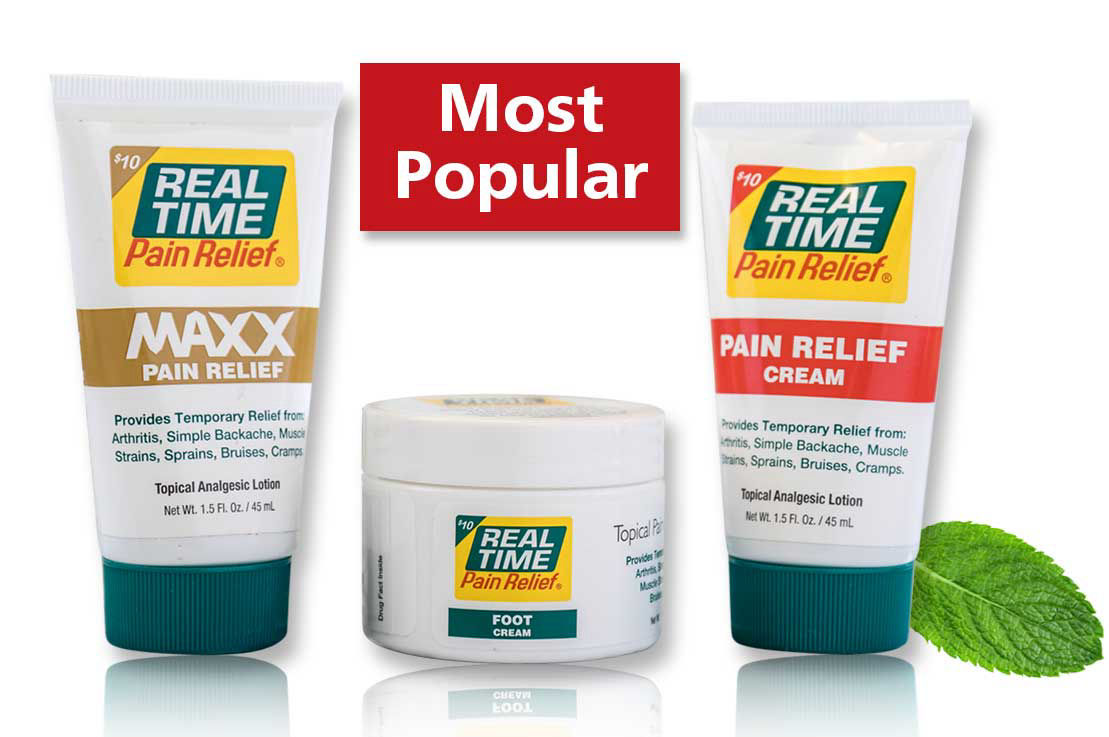 Most
Popular
$10
REAL
TIME
Pain Relief®
MAXX
PAIN RELIEF
Provides Temporary Relief from:
Arthritis, Simple Backache, Muscle
Strains, Sprains, Bruises, Cramps.
Topical Analgesic Lotion
Net Wt. 1.5 Fl. Oz. / 45 mL
$10
REAL
TIME
Pain Relief®
FOOT
CREAM
Drug Fact Inside
Topical
Provides
Arthritis,
$10
REAL
TIME
Pain Relief®
PAIN RELIEF
CREAM
Provides Temporary Relief from:
Arthritis, Simple Backache, Muscle
Strains, Sprains, Bruises, Cramps.
Topical Analgesic Lotion
Net Wt. 1.5 Fl. Oz. / 45 mL